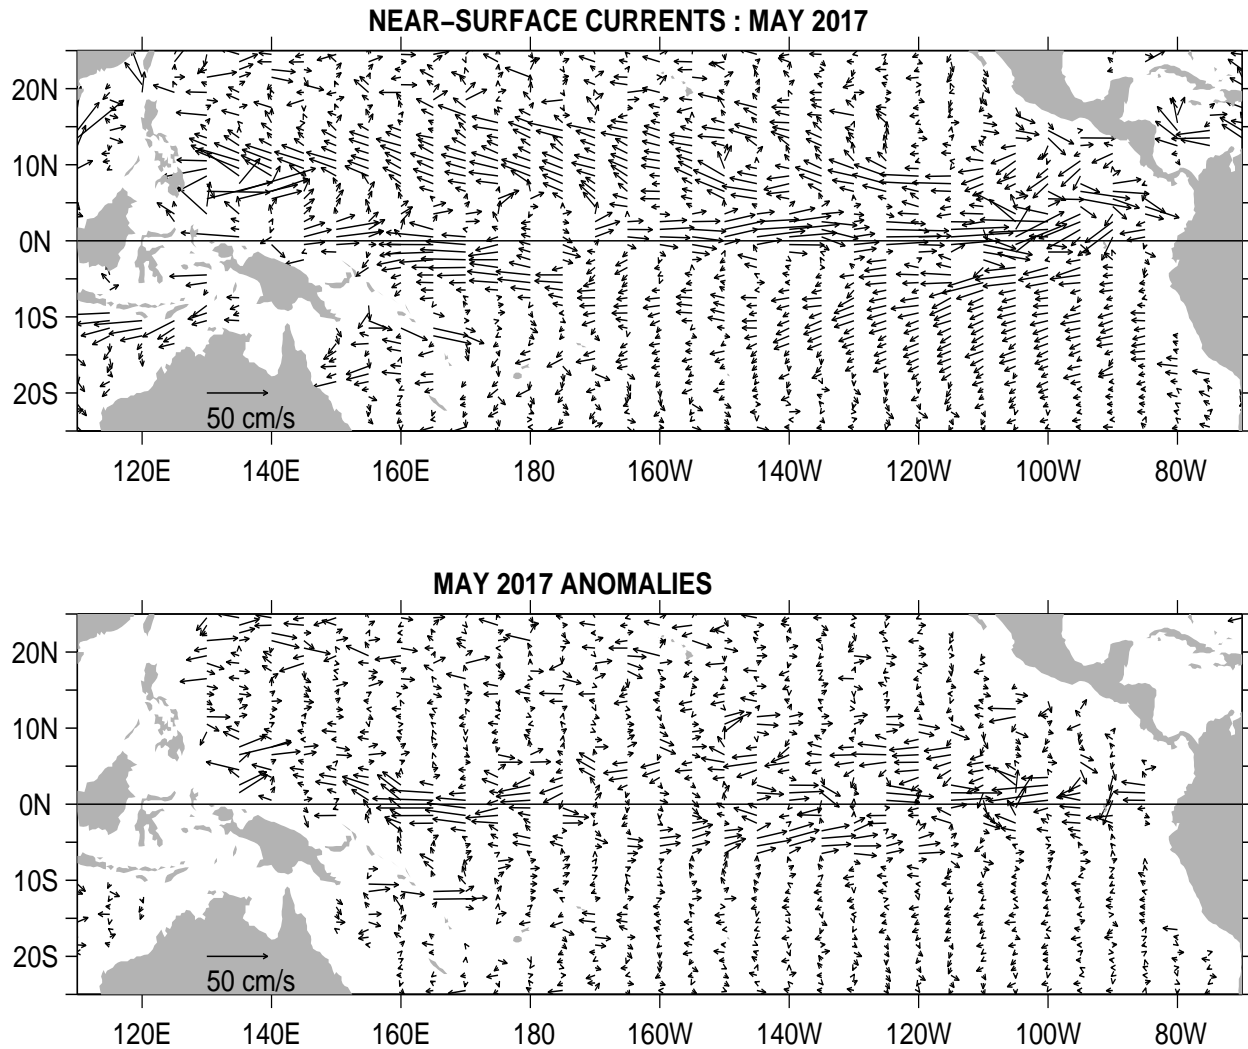 NEAR−SURFACE CURRENTS : MAY 2017
20N
10N
0N
10S
20S
50 cm/s
120E 140E 160E 180 160W 140W 120W 100W 80W
MAY 2017 ANOMALIES
20N
10N
0N
10S
20S
50 cm/s
120E 140E 160E 180 160W 140W 120W 100W 80W